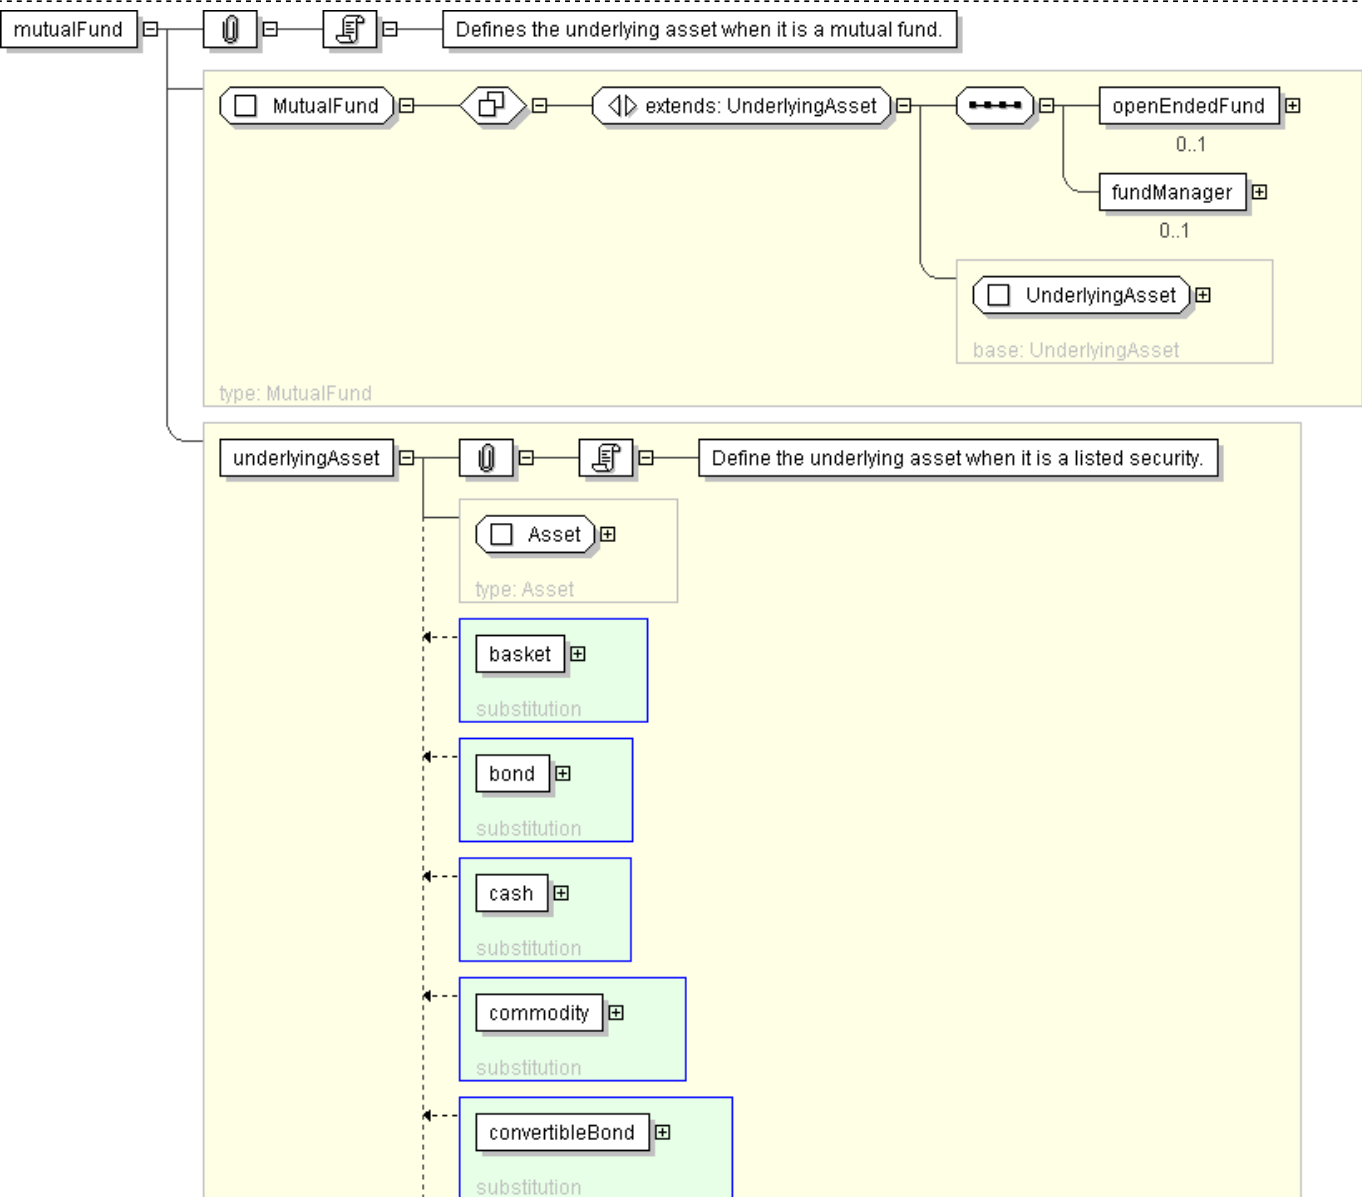 mutualFund Defines the underlying asset when it is a mutual fund.
MutualFund extends: UnderlyingAsset openEndedFund
0..1
fundManager
0..1
UnderlyingAsset
base: UnderlyingAsset
type: MutualFund
underlyingAsset Define the underlying asset when it is a listed security.
Asset
type: Asset
basket
substitution
bond
substitution
cash
substitution
commodity
substitution
convertibleBond
substitution